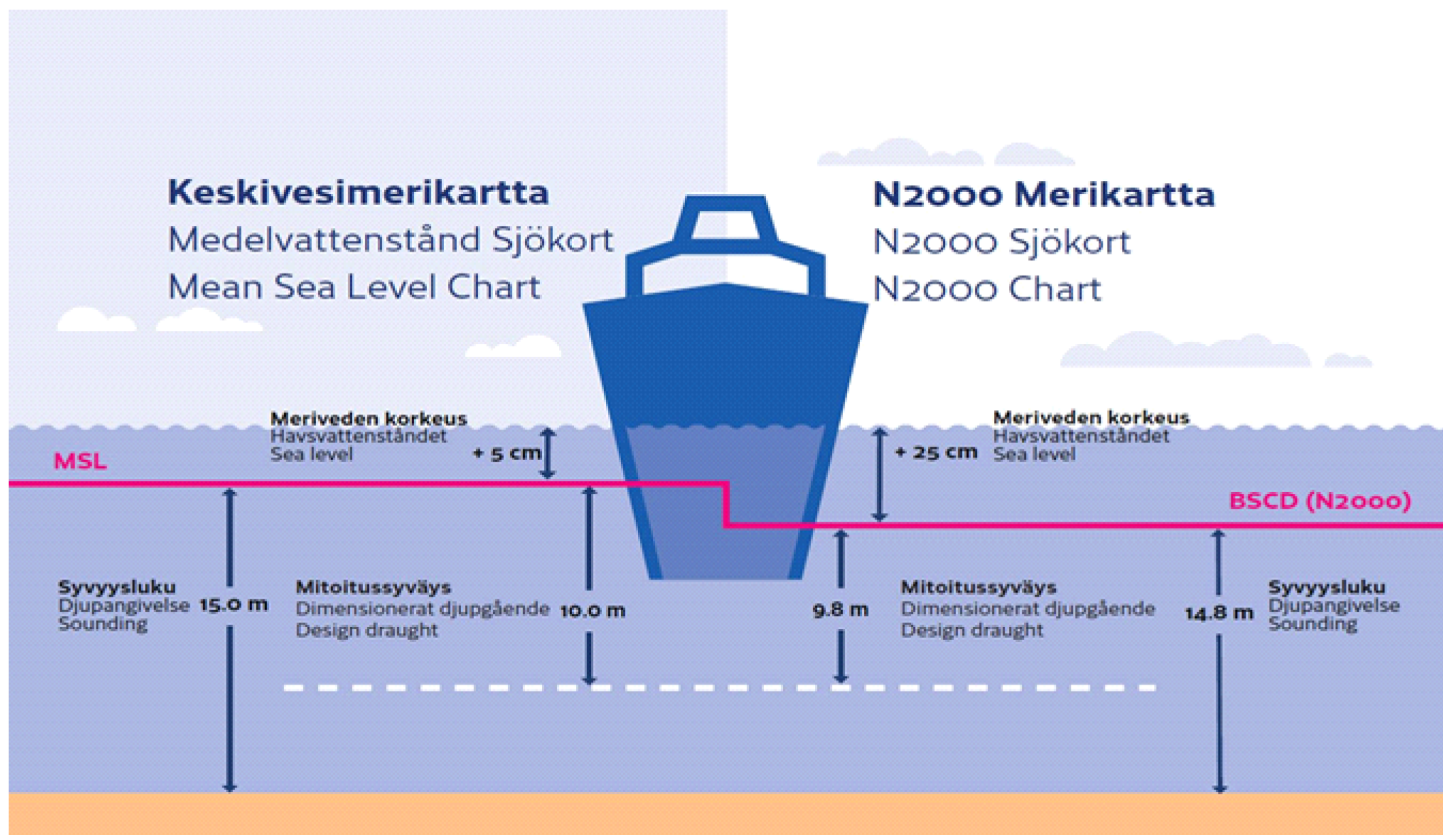 Keskivesimerikartta
Medelvattenstånd Sjökort
Mean Sea Level Chart
N2000 Merikartta
N2000 Sjökort
N2000 Chart
Meriveden korkeus
Havsvattenståndet
Sea level
+ 5 cm
+ 25 cm
Meriveden korkeus
Havsvattenståndet
Sea level
MSL
BSCD (N2000)
Syvyysluku
Djupangivelse
Sounding
15.0 m
Mitoitussyväys
Dimensionerat djupgående
Design draught
10.0 m
9.8 m
Mitoitussyväys
Dimensionerat djupgående
Design draught
14.8 m
Syvyysluku
Djupangivelse
Sounding